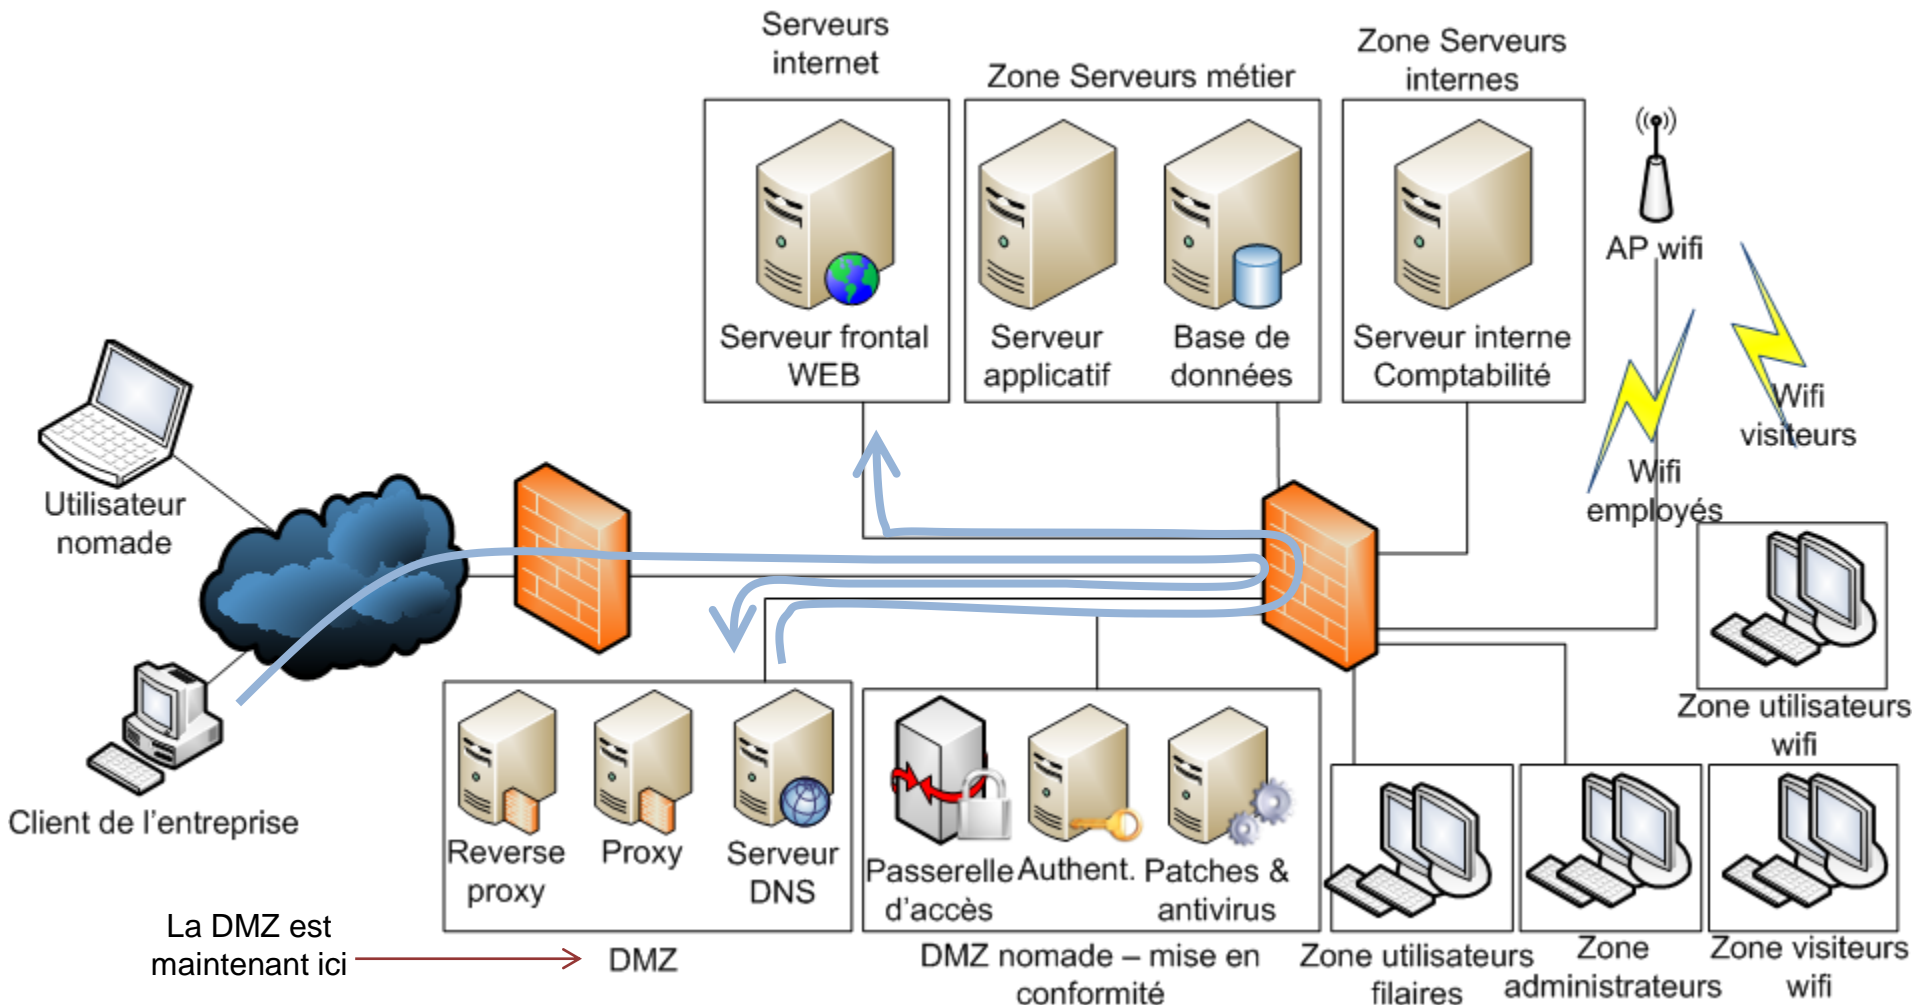 Serveurs
internet
Zone Serveurs métier
Zone Serveurs
internes
Serveur frontal
WEB
Serveur
applicatif
Base de
données
Serveur interne
Comptabilité
AP wifi
Wifi
visiteurs
Wifi
employés
Utilisateur
nomade
Client de l'entreprise
Zone utilisateurs
wifi
Reverse
proxy
Proxy
Serveur
DNS
Passerelle
d'accès
Authent.
Patches &
antivirus
La DMZ est
maintenant ici
DMZ
DMZ nomade – mise en
conformité
Zone utilisateurs
filaires
Zone
administrateurs
Zone visiteurs
wifi